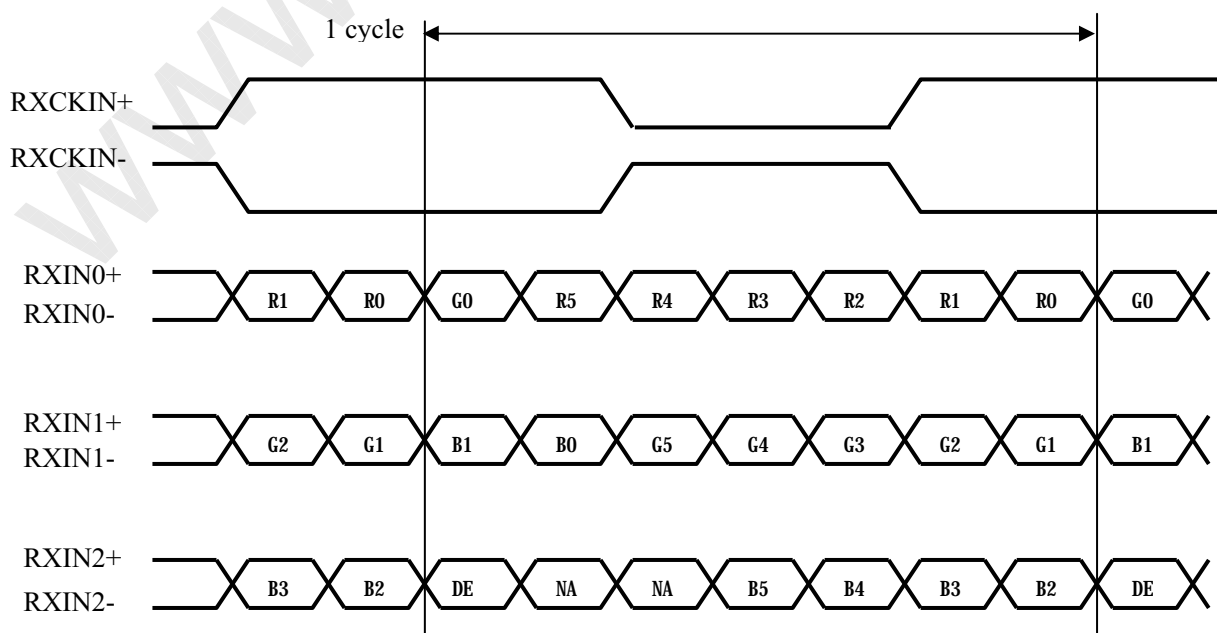 1 cycle
RXCKIN+
RXCKIN-
RXIN0+
R1 R0 G0 R5 R4 R3 R2 R1 R0 G0
RXIN0-
RXIN1+
G2 G1 B1 B0 G5 G4 G3 G2 G1 B1
RXIN1-
RXIN2+
B3 B2 DE NA NA B5 B4 B3 B2 DE
RXIN2-
ww